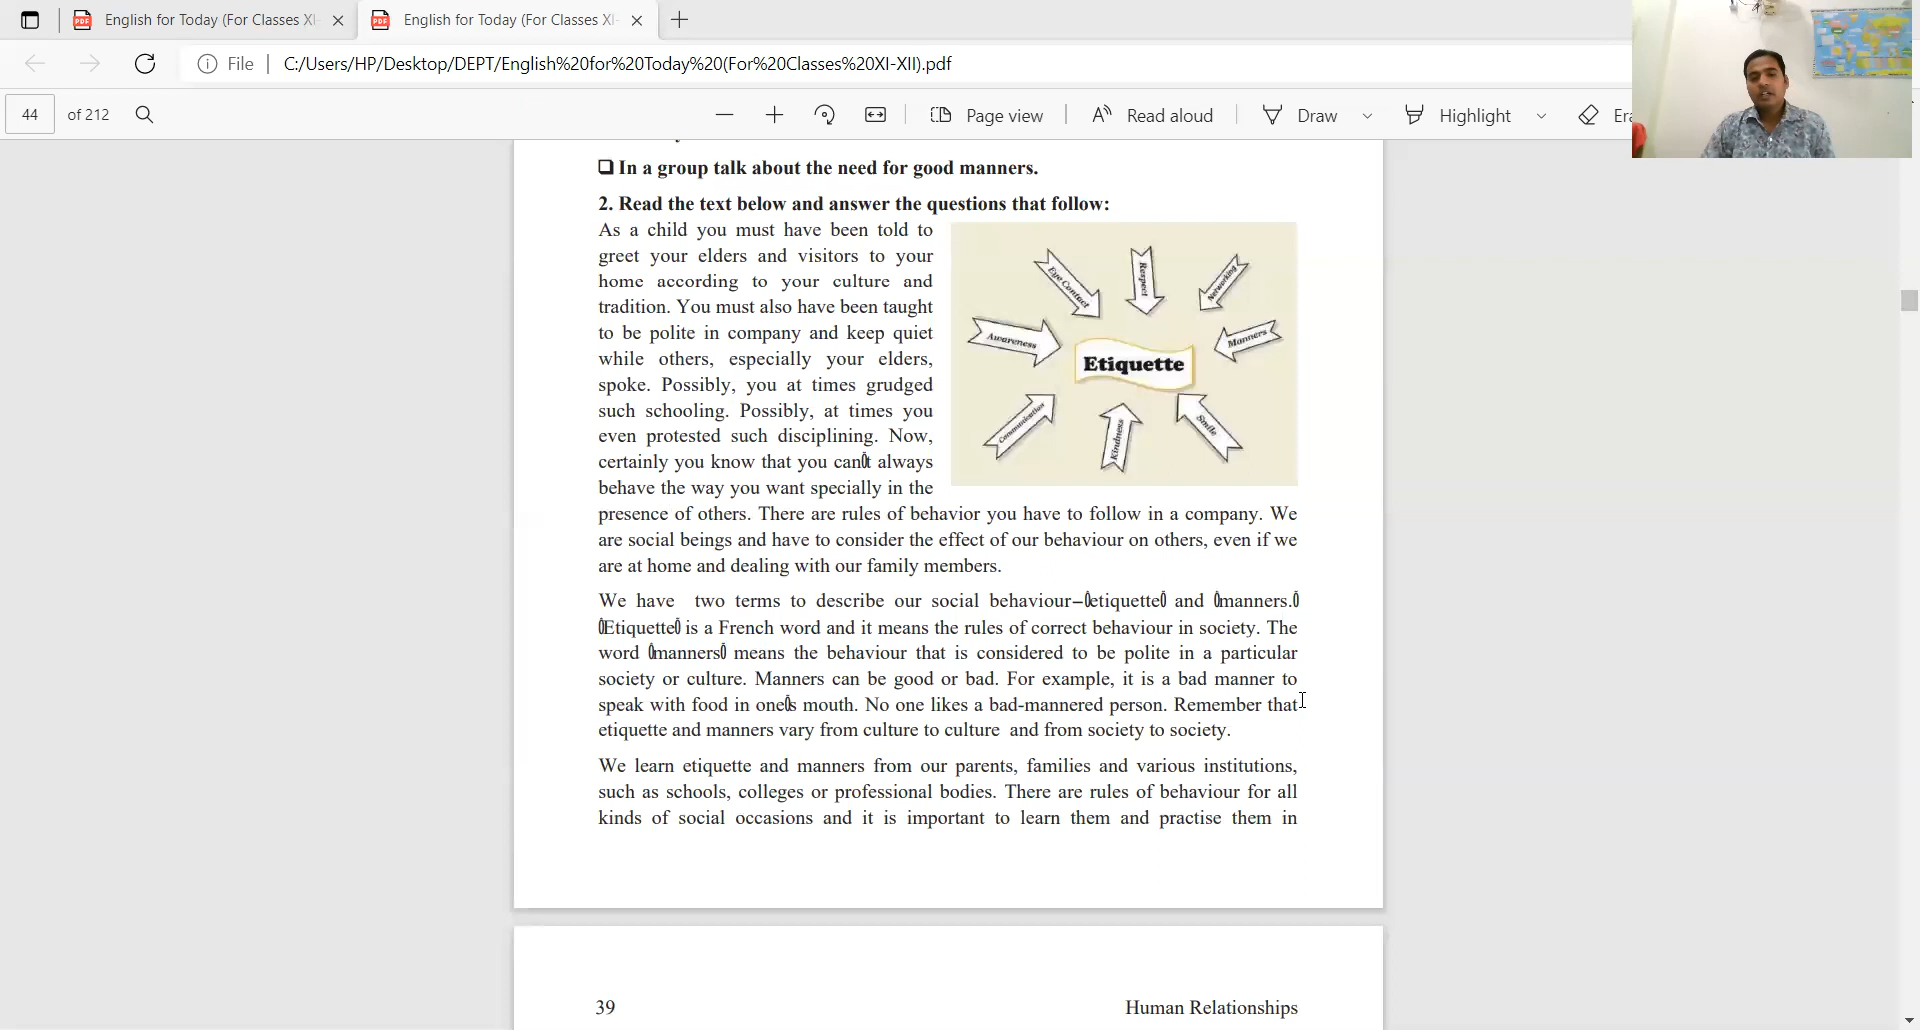 English for Today (For Classes XI-
English for Today (For Classes XI-
File
C:/Users/HP/Desktop/DEPT/English%20for%20Today%20(For%20Classes%20XI-XII).pdf
44 of 212
Page view
Read aloud
Draw
Highlight
Era
❑ In a group talk about the need for good manners.
2. Read the text below and answer the questions that follow:
As a child you must have been told to
greet your elders and visitors to your
home according to your culture and
tradition. You must also have been taught
to be polite in company and keep quiet
while others, especially your elders,
spoke. Possibly, you at times grudged
such schooling. Possibly, at times you
even protested such disciplining. Now,
certainly you know that you canÕt always
behave the way you want specially in the
presence of others. There are rules of behavior you have to follow in a company. We
are social beings and have to consider the effect of our behaviour on others, even if we
are at home and dealing with our family members.
Eye Contact
Respect
Networking
Awareness
Manners
Etiquette
Communication
Kindness
Smile
We have two terms to describe our social behaviour–ÔetiquetteÕ and Ômanners.Õ
ÔEtiquetteÕ is a French word and it means the rules of correct behaviour in society. The
word ÔmannersÕ means the behaviour that is considered to be polite in a particular
society or culture. Manners can be good or bad. For example, it is a bad manner to
speak with food in oneÕs mouth. No one likes a bad-mannered person. Remember that
etiquette and manners vary from culture to culture and from society to society.
We learn etiquette and manners from our parents, families and various institutions,
such as schools, colleges or professional bodies. There are rules of behaviour for all
kinds of social occasions and it is important to learn them and practise them in
39
Human Relationships